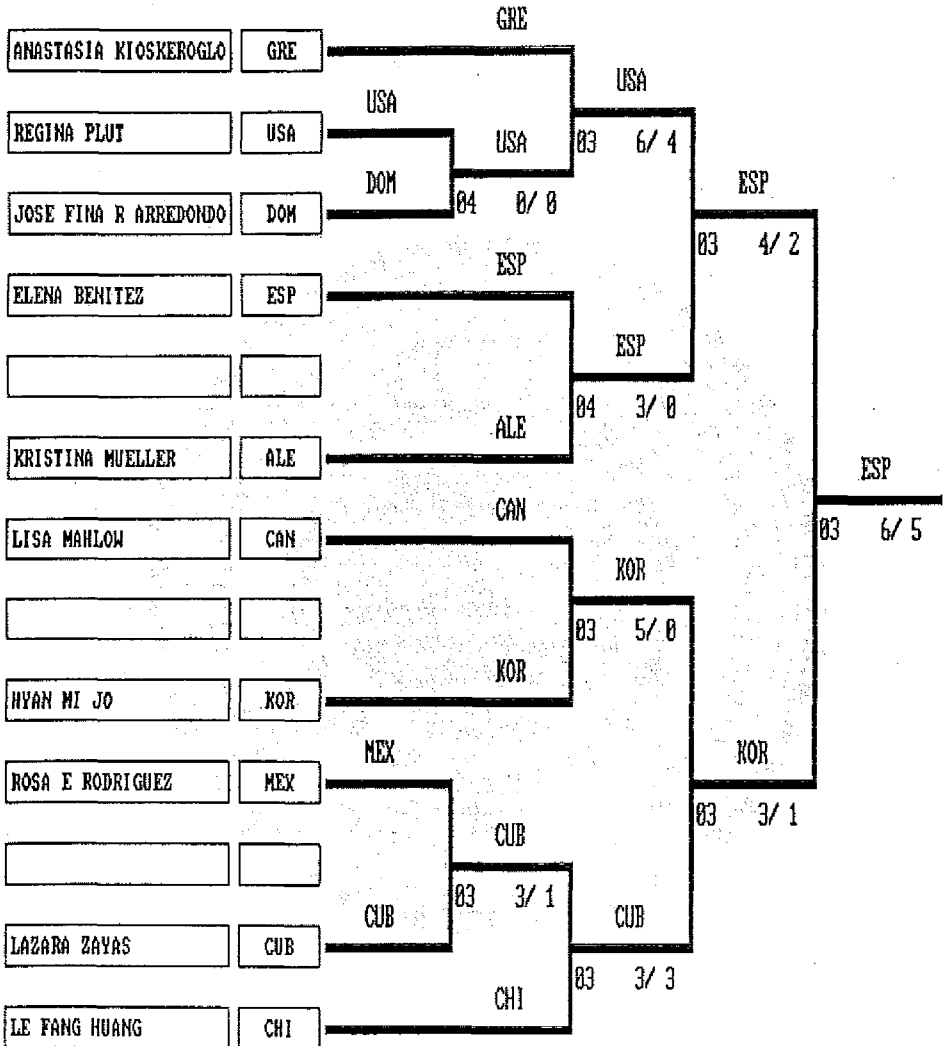 GRE
ANASTASIA KIOSKEROGLO GRE
USA
USA
REGINA PLUT USA
USA
03 6/ 4
DOM
ESP
JOSE FINA R ARREDONDO DOM
04 0/ 0
03 4/ 2
ESP
ELENA BENITEZ ESP
ESP
04 3/ 0
ALE
KRISTINA MUELLER ALE
ESP
CAN
LISA MAHLOW CAN
03 6/ 5
KOR
03 5/ 0
KOR
HYAN MI JO KOR
MEX
KOR
ROSA E RODRIGUEZ MEX
03 3/ 1
CUB
03 3/ 1
CUB
CUB
LAZARA ZAYAS CUB
03 3/ 3
CHI
LE FANG HUANG CHI